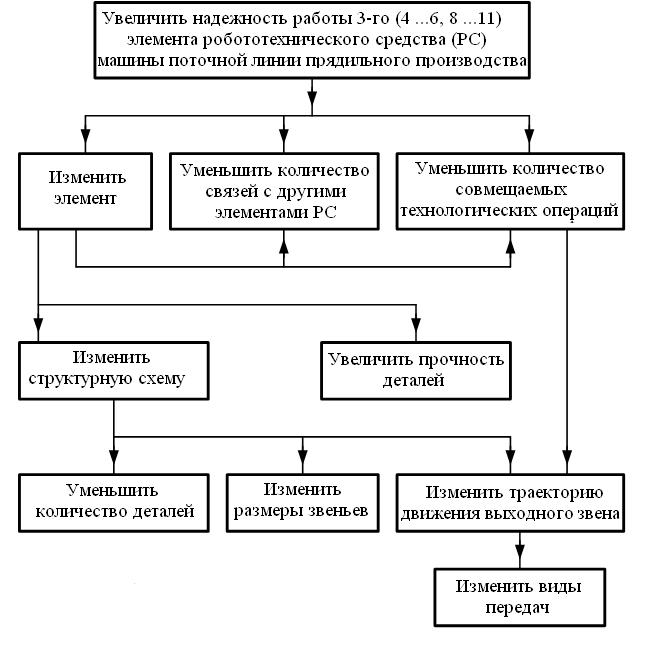 Увеличить надежность работы 3-го (4 ...6, 8 ...11)
элемента робототехнического средства (РС)
машины поточной линии прядильного производства
Изменить
элемент
Уменьшить количество
связей с другими
элементами РС
Уменьшить количество
совмещаемых
технологических операций
Изменить
структурную схему
Увеличить прочность
деталей
Уменьшить
количество деталей
Изменить
размеры звеньев
Изменить траекторию
движения выходного звена
Изменить виды
передач